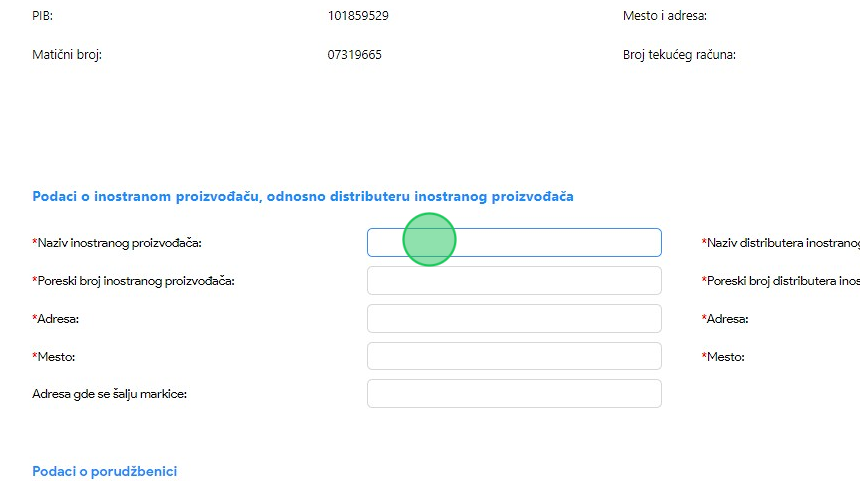 PIB: 101859529 Mesto i adresa:
Matični broj: 07319665 Broj tekućeg računa:
Podaci o inostranom proizvođaču, odnosno distributeru inostranog proizvođača
*Naziv inostranog proizvođača: *Naziv distributera inostranog
*Poreski broj inostranog proizvođača: *Poreski broj distributera inos
*Adresa: *Adresa:
*Mesto: *Mesto:
Adresa gde se šalju markice:
Podaci o porudžbenici